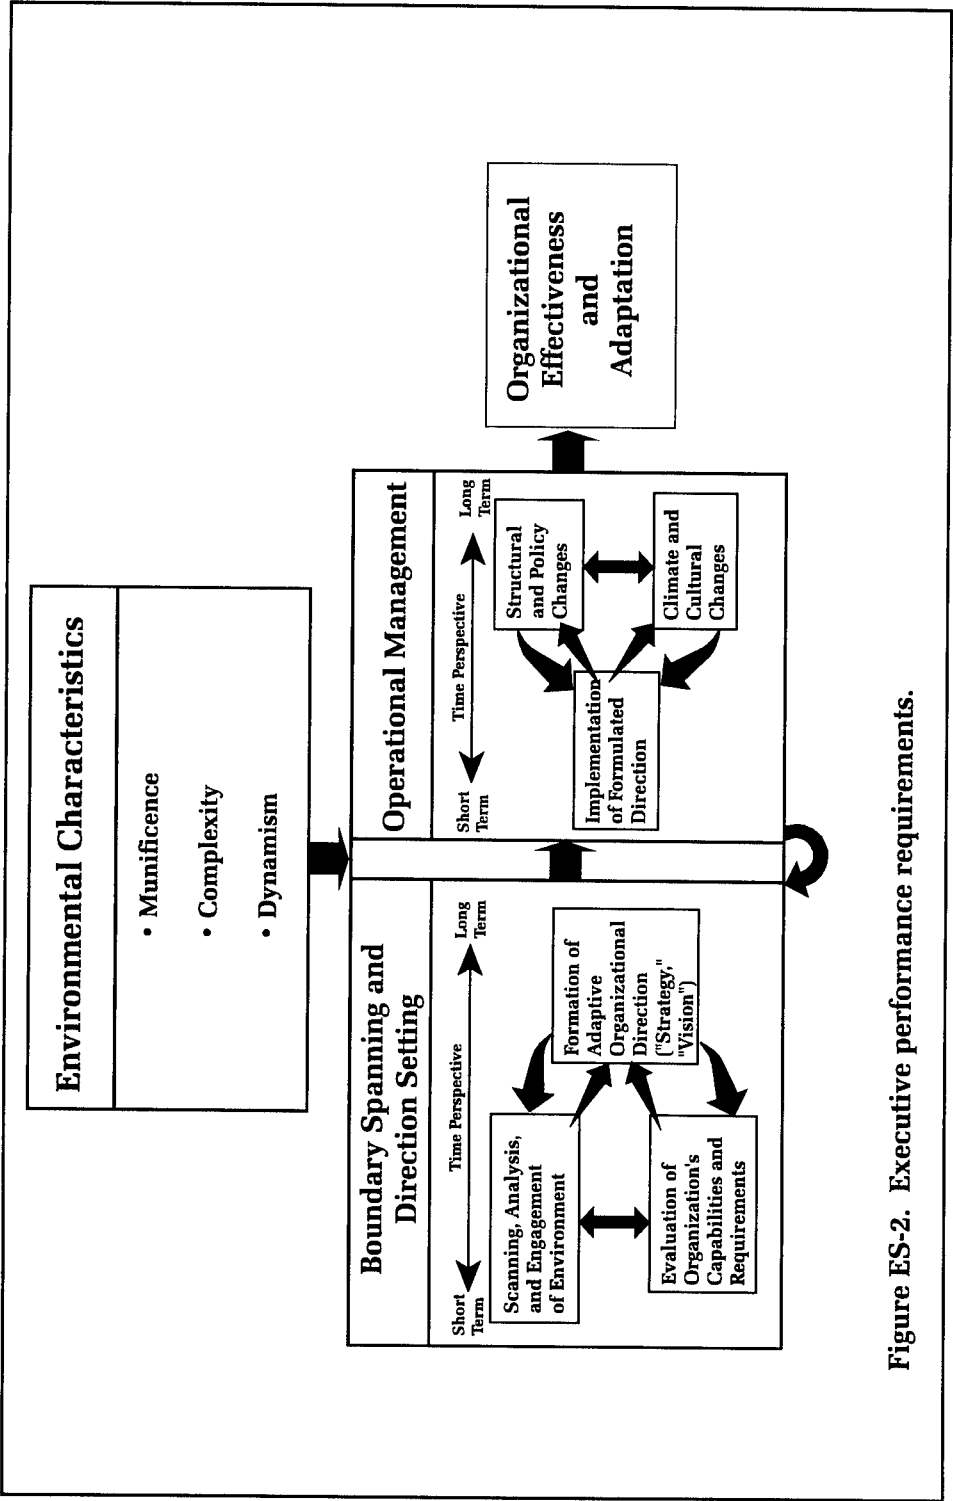 Environmental Characteristics
• Munificence
• Complexity
• Dynamism
Boundary Spanning and
Direction Setting
Short
Term
Time Perspective
Long
Term
Scanning, Analysis,
and Engagement
of Environment
Evaluation of
Organization's
Capabilities and
Requirements
Formation of
Adaptive
Organizational
Direction
("Strategy,"
"Vision")
Operational Management
Short
Term
Time Perspective
Long
Term
Implementation
of Formulated
Direction
Structural
and Policy
Changes
Climate and
Cultural
Changes
Organizational
Effectiveness
and
Adaptation
Figure ES-2. Executive performance requirements.